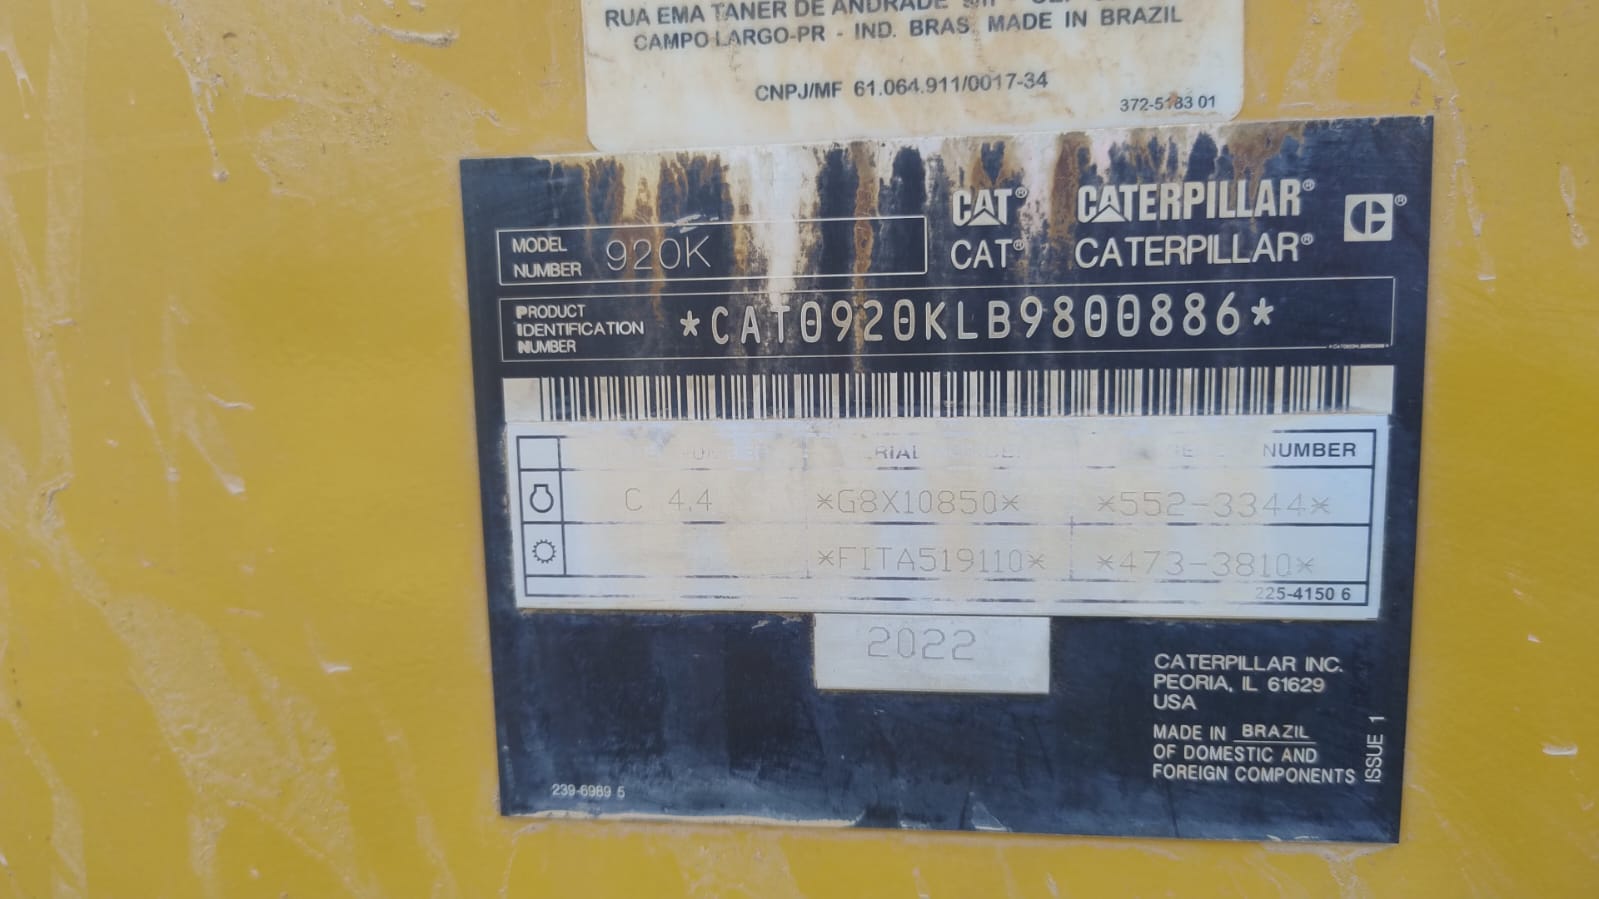 RUA EMA TANER DE ANDRADE
CAMPO LARGO-PR - IND. BRAS. MADE IN BRAZIL
CNPJ/MF 61.064.911/0017-34
372-5183 01
CAT® CATERPILLAR®
CAT® CATERPILLAR®
MODEL NUMBER 920K
PRODUCT IDENTIFICATION NUMBER *CAT0920KLB9800886*
NUMBER
C 4.4 *G8X10850* *552-3344*
*FITA519110* *473-3810*
225-4150 6
2022
CATERPILLAR INC.
PEORIA, IL 61629
USA
MADE IN BRAZIL
OF DOMESTIC AND
FOREIGN COMPONENTS
ISSUE 1
239-6989 5